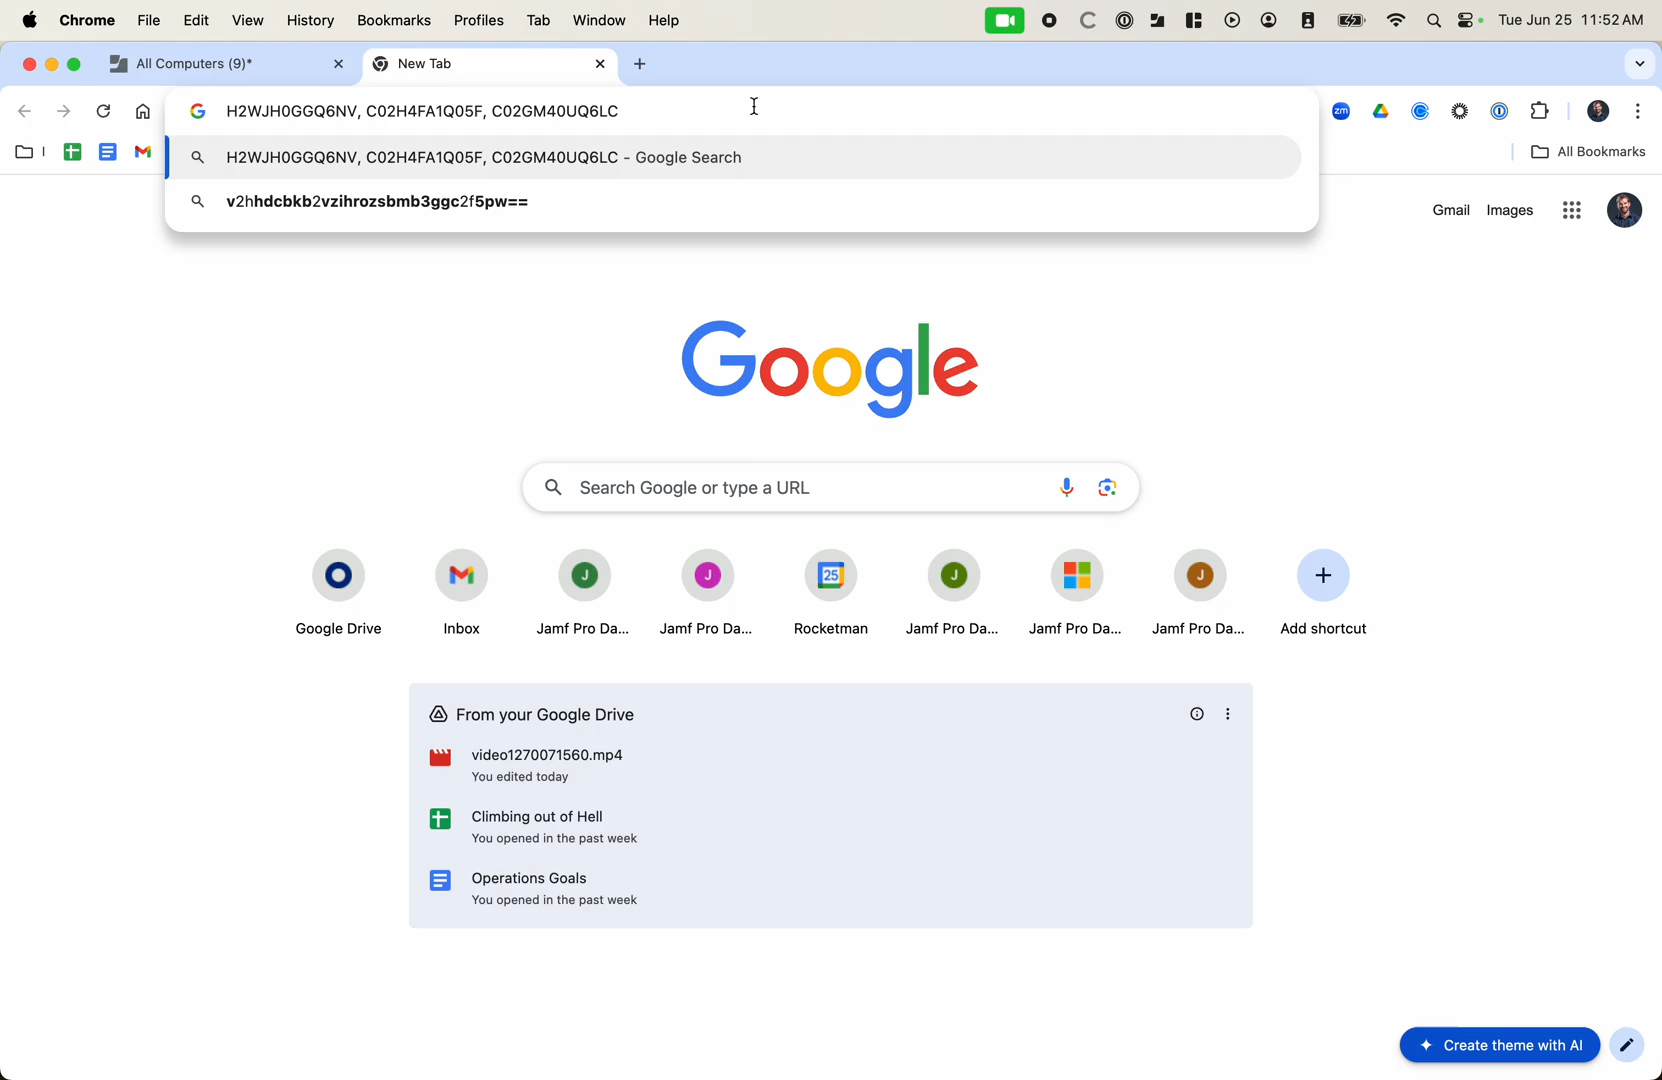 Chrome File Edit View History Bookmarks Profiles Tab Window Help Tue Jun 25 11:52 AM
All Computers (9)* New Tab
H2WJH0GGQ6NV, C02H4FA1Q05F, C02GM40UQ6LC
zm
All Bookmarks
H2WJH0GGQ6NV, C02H4FA1Q05F, C02GM40UQ6LC - Google Search
v2hhdcbkb2vzihrozsbmb3ggc2f5pw==
Gmail Images
Google
Search Google or type a URL
J J 25 J J
Google Drive Inbox Jamf Pro Da... Jamf Pro Da... Rocketman Jamf Pro Da... Jamf Pro Da... Jamf Pro Da... Add shortcut
From your Google Drive
video1270071560.mp4
You edited today
Climbing out of Hell
You opened in the past week
Operations Goals
You opened in the past week
Create theme with AI